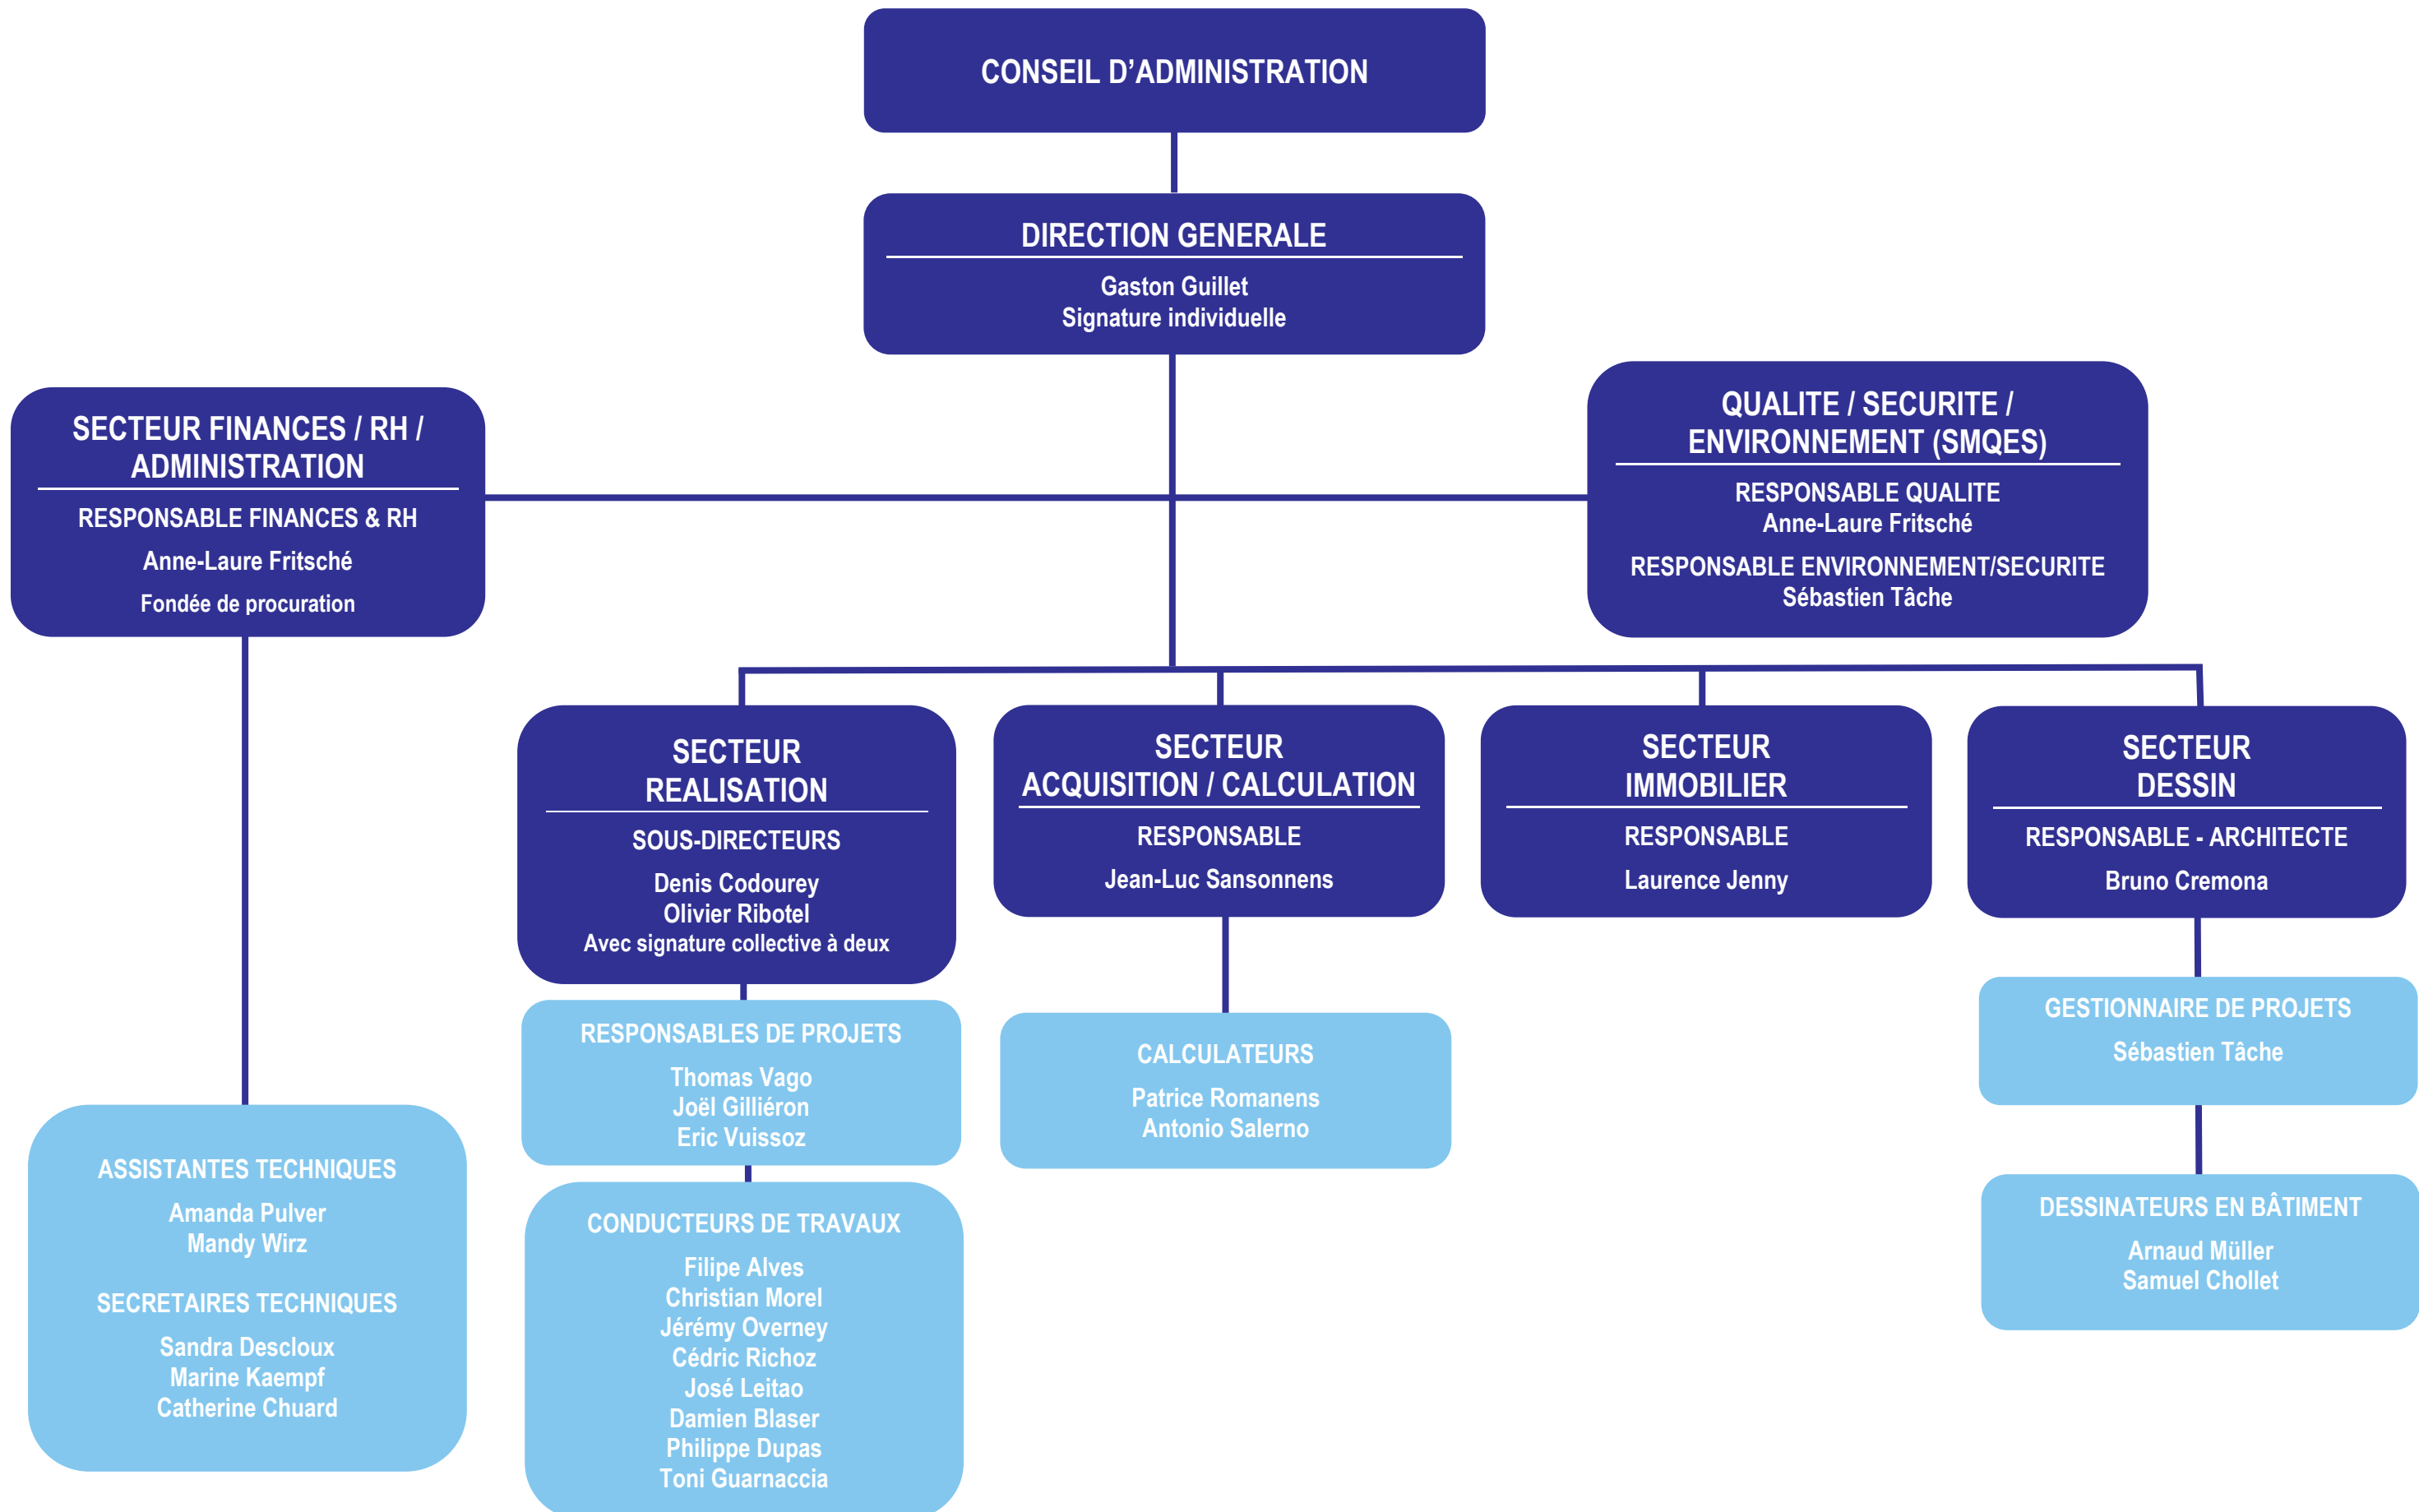 CONSEIL D’ADMINISTRATION
DIRECTION GENERALE
Gaston Guillet
Signature individuelle
SECTEUR FINANCES / RH /
ADMINISTRATION
RESPONSABLE FINANCES & RH
Anne-Laure Fritsché
Fondée de procuration
QUALITE / SECURITE /
ENVIRONNEMENT (SMQES)
RESPONSABLE QUALITE
Anne-Laure Fritsché
RESPONSABLE ENVIRONNEMENT/SECURITE
Sébastien Tâche
SECTEUR
REALISATION
SOUS-DIRECTEURS
Denis Codourey
Olivier Ribotel
Avec signature collective à deux
SECTEUR
ACQUISITION / CALCULATION
RESPONSABLE
Jean-Luc Sansonnens
SECTEUR
IMMOBILIER
RESPONSABLE
Laurence Jenny
SECTEUR
DESSIN
RESPONSABLE - ARCHITECTE
Bruno Cremona
ASSISTANTES TECHNIQUES
Amanda Pulver
Mandy Wirz
SECRETAIRES TECHNIQUES
Sandra Descloux
Marine Kaempf
Catherine Chuard
RESPONSABLES DE PROJETS
Thomas Vago
Joël Gilliéron
Eric Vuissoz
CONDUCTEURS DE TRAVAUX
Filipe Alves
Christian Morel
Jérémy Overney
Cédric Richoz
José Leitao
Damien Blaser
Philippe Dupas
Toni Guarnaccia
CALCULATEURS
Patrice Romanens
Antonio Salerno
GESTIONNAIRE DE PROJETS
Sébastien Tâche
DESSINATEURS EN BÂTIMENT
Arnaud Müller
Samuel Chollet